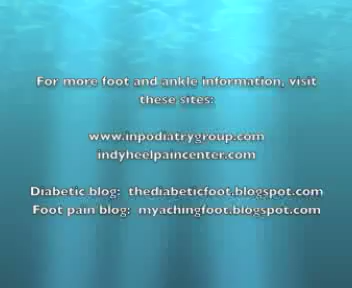 For more foot and ankle information, visit
these sites:
www.inpodiatrygroup.com
indyheelpaincenter.com
Diabetic blog:  thediabeticfoot.blogspot.com
Foot pain blog:  myachingfoot.blogspot.com